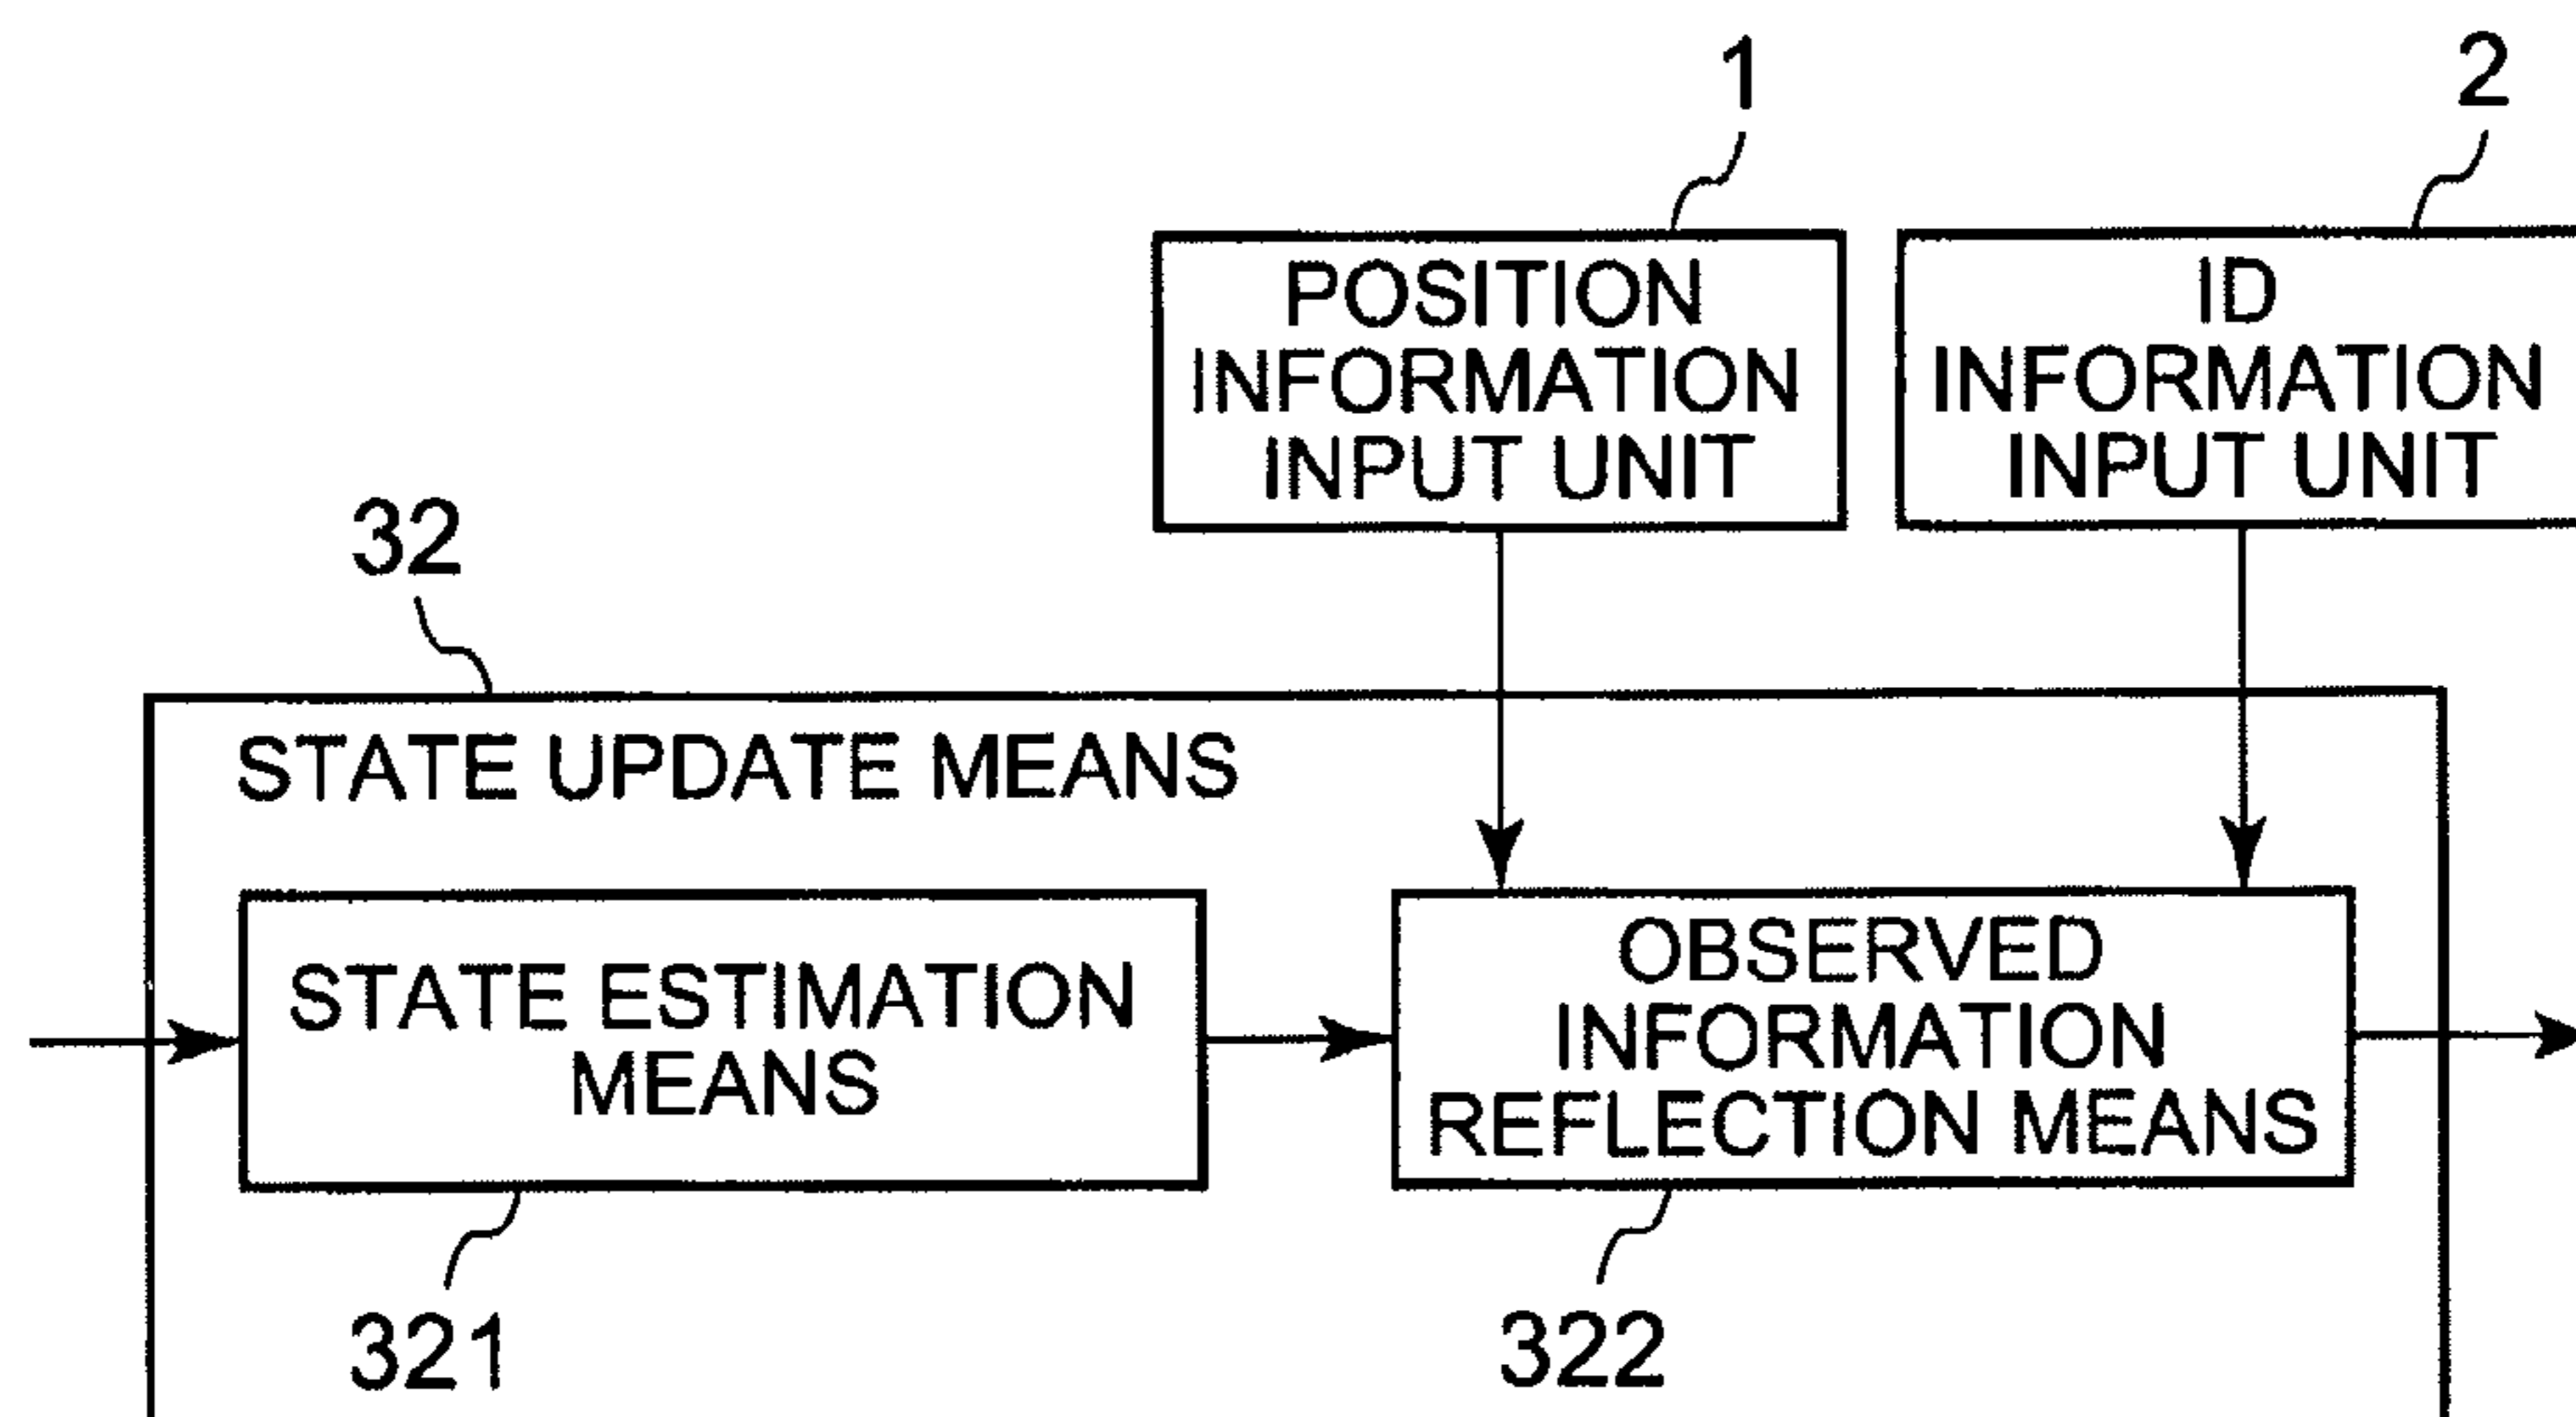 1
2
POSITION
INFORMATION
INPUT UNIT
ID
INFORMATION
INPUT UNIT
32
STATE UPDATE MEANS
STATE ESTIMATION
MEANS
OBSERVED
INFORMATION
REFLECTION MEANS
321
322